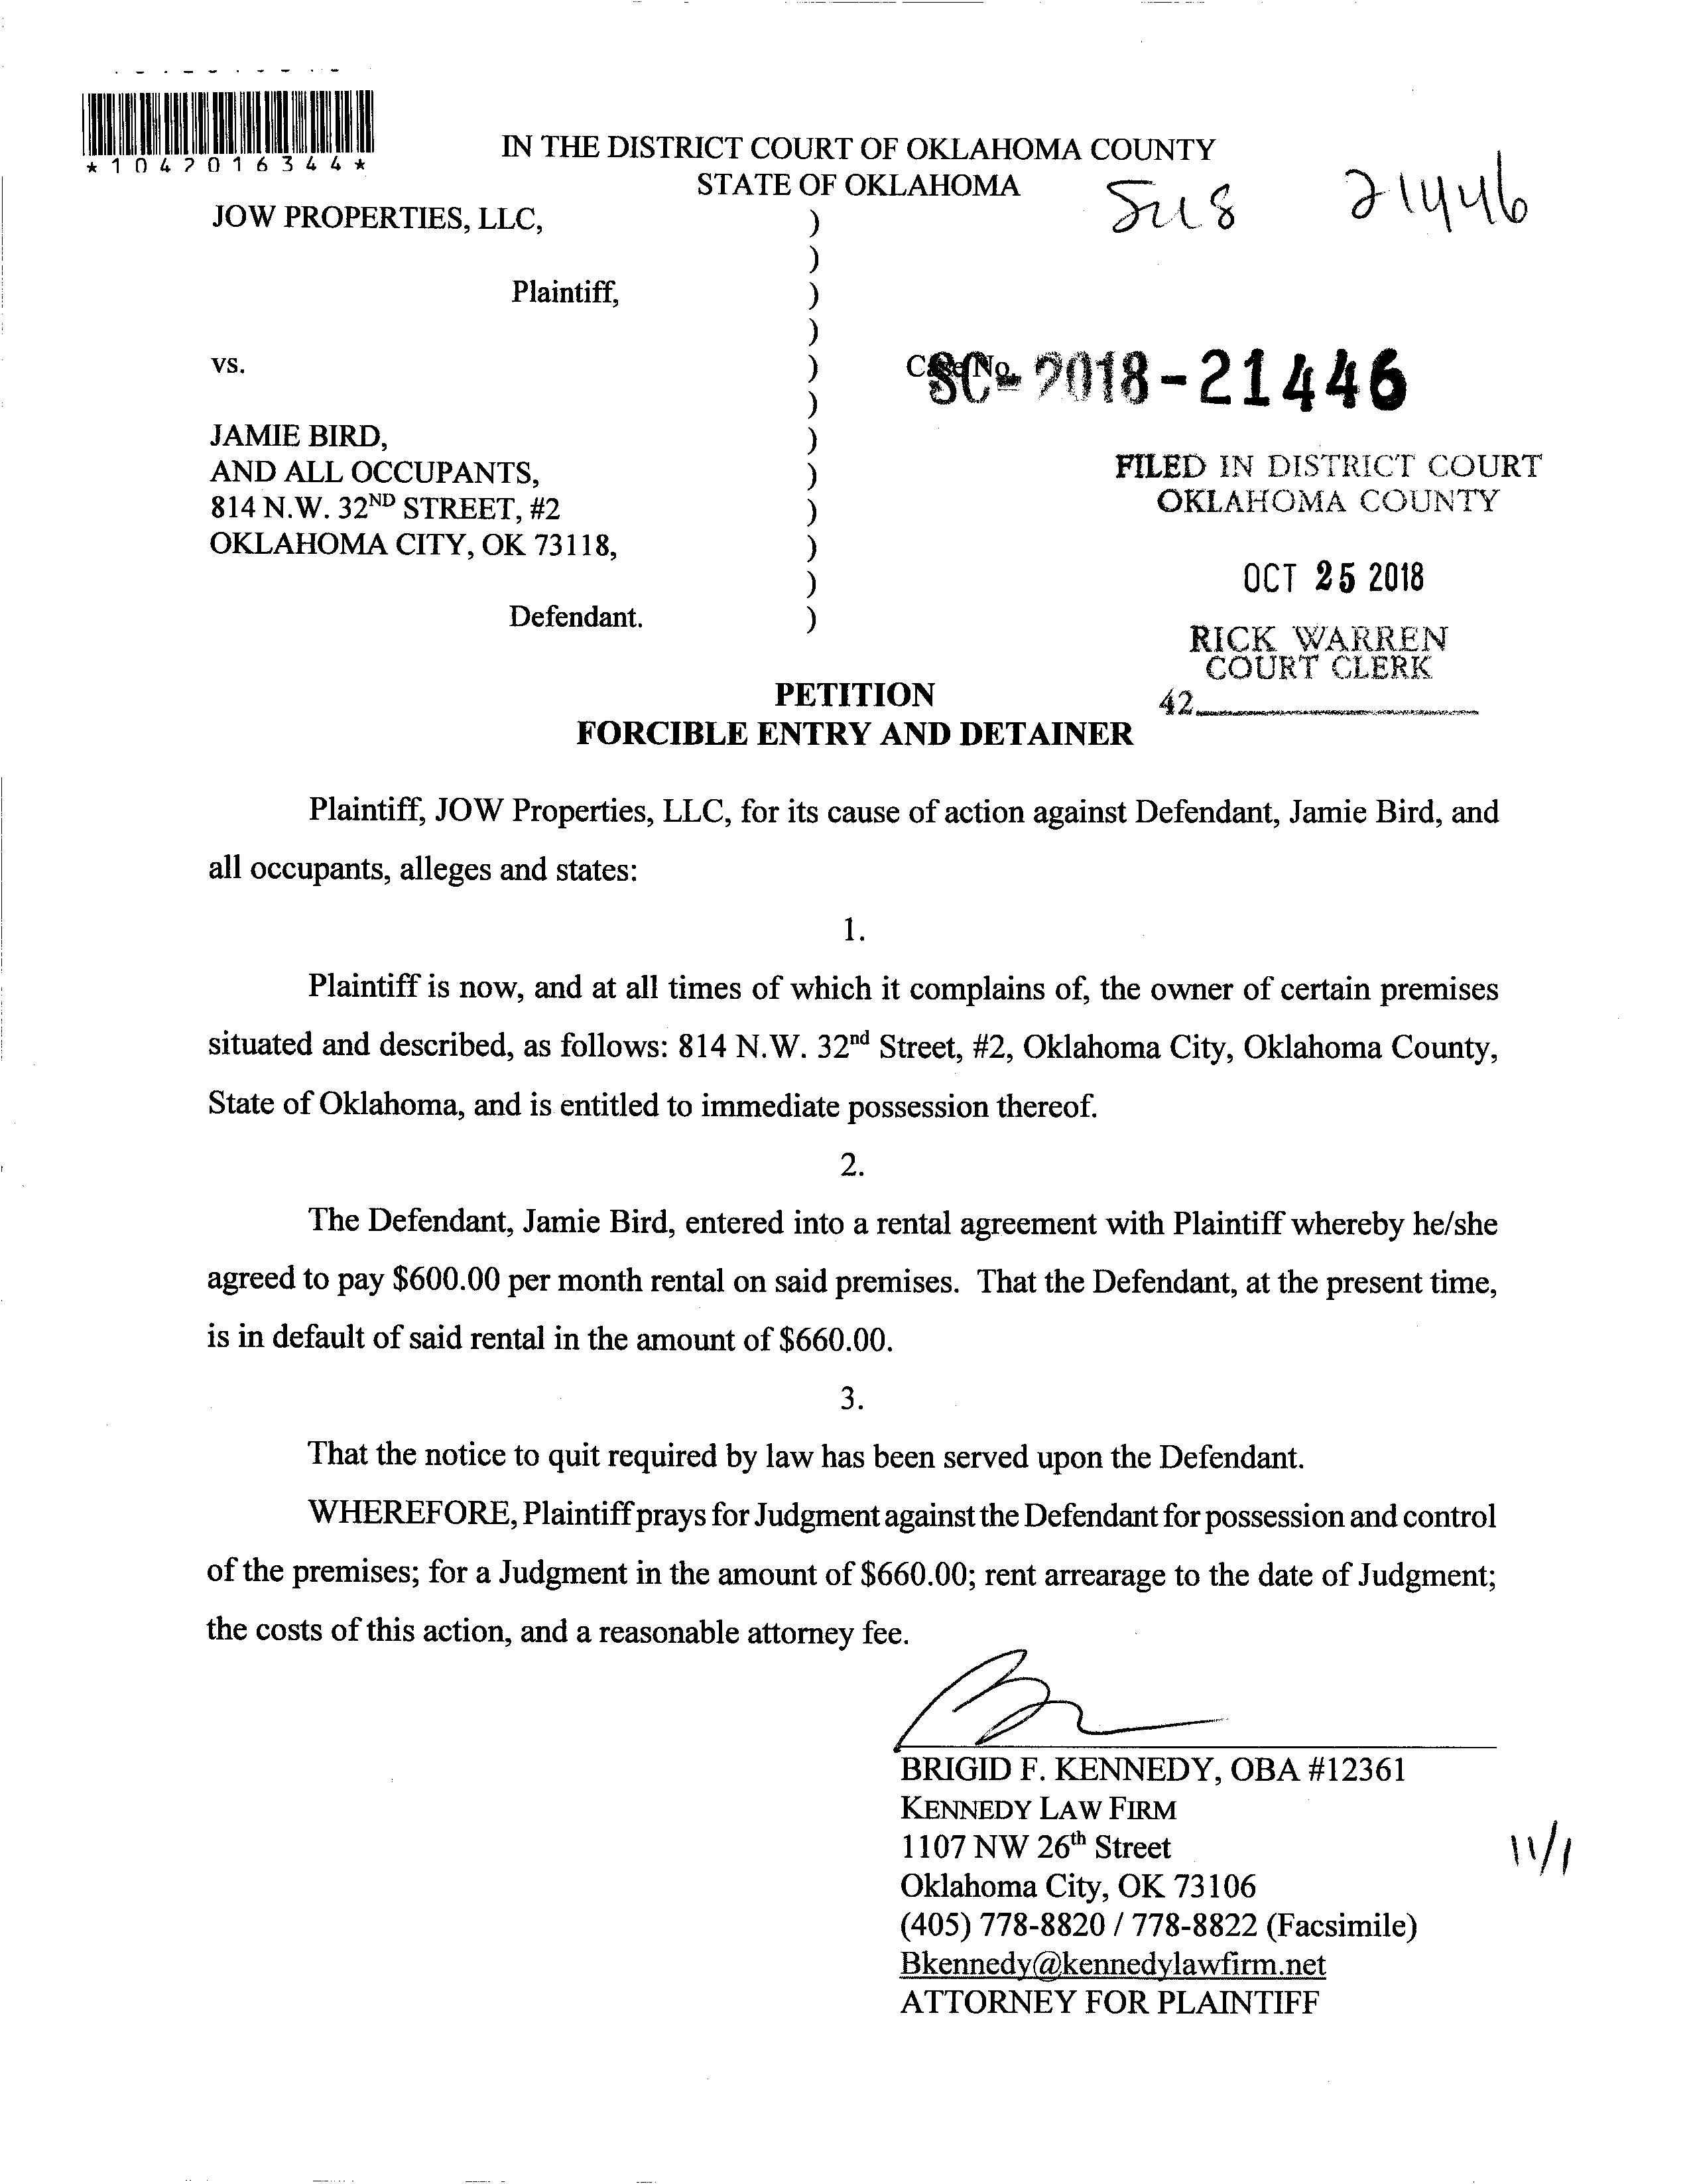 *1042016344*
IN THE DISTRICT COURT OF OKLAHOMA COUNTY
STATE OF OKLAHOMA
21446
JOW PROPERTIES, LLC, )
)
Plaintiff, )
)
vs. ) Case No. SC-2018-21446
)
JAMIE BIRD, )
AND ALL OCCUPANTS, )
814 N.W. 32ND STREET, #2 )
OKLAHOMA CITY, OK 73118, )
)
Defendant. )
FILED IN DISTRICT COURT
OKLAHOMA COUNTY
OCT 25 2018
RICK WARREN
COURT CLERK
42
PETITION
FORCIBLE ENTRY AND DETAINER
Plaintiff, JOW Properties, LLC, for its cause of action against Defendant, Jamie Bird, and
all occupants, alleges and states:
1.
Plaintiff is now, and at all times of which it complains of, the owner of certain premises
situated and described, as follows: 814 N.W. 32nd Street, #2, Oklahoma City, Oklahoma County,
State of Oklahoma, and is entitled to immediate possession thereof.
2.
The Defendant, Jamie Bird, entered into a rental agreement with Plaintiff whereby he/she
agreed to pay $600.00 per month rental on said premises. That the Defendant, at the present time,
is in default of said rental in the amount of $660.00.
3.
That the notice to quit required by law has been served upon the Defendant.
WHEREFORE, Plaintiff prays for Judgment against the Defendant for possession and control
of the premises; for a Judgment in the amount of $660.00; rent arrearage to the date of Judgment;
the costs of this action, and a reasonable attorney fee.
BRIGID F. KENNEDY, OBA #12361
KENNEDY LAW FIRM
1107 NW 26th Street
Oklahoma City, OK 73106
(405) 778-8820 / 778-8822 (Facsimile)
Bkennedy@kennedylawfirm.net
ATTORNEY FOR PLAINTIFF
11/1